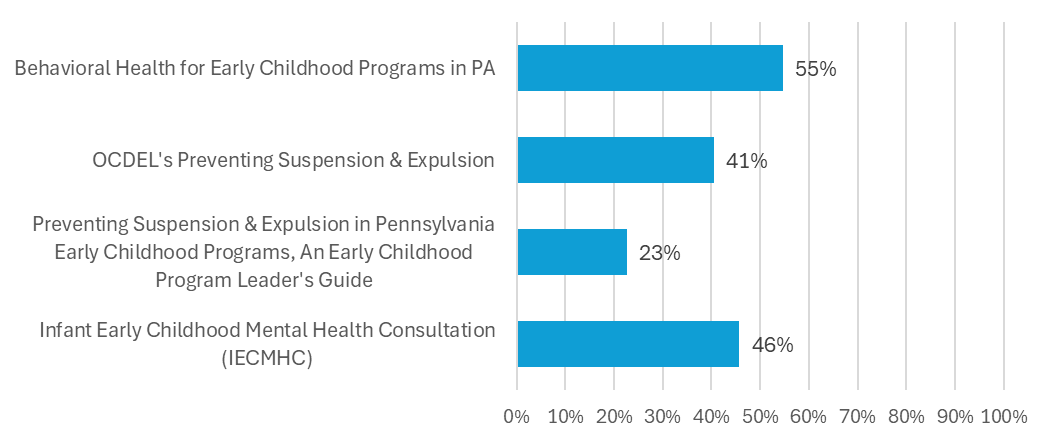 Behavioral Health for Early Childhood Programs in PA
55%
OCDEL's Preventing Suspension & Expulsion
41%
Preventing Suspension & Expulsion in Pennsylvania
Early Childhood Programs, An Early Childhood
Program Leader's Guide
23%
Infant Early Childhood Mental Health Consultation
(IECMHC)
46%
0% 10% 20% 30% 40% 50% 60% 70% 80% 90% 100%